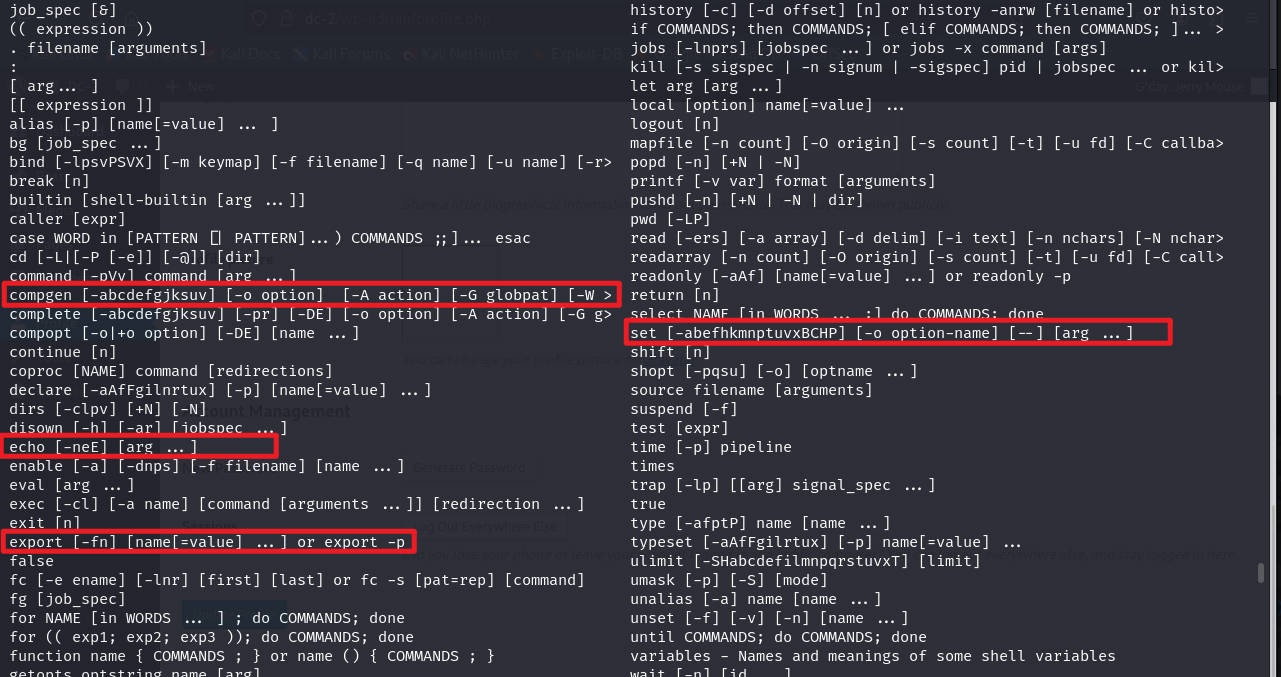 job_spec [&]
(( expression ))
. filename [arguments]
:
[ arg... ]
[[ expression ]]
alias [-p] [name[=value] ... ]
bg [job_spec ...]
bind [-lpsvPSVX] [-m keymap] [-f filename] [-q name] [-u name] [-r>
break [n]
builtin [shell-builtin [arg ...]]
caller [expr]
case WORD in [PATTERN [| PATTERN]...) COMMANDS ;;]... esac
cd [-L|[-P [-e]] [-@]] [dir]
command [-pVv] command [arg ...]
compgen [-abcdefgjksuv] [-o option]  [-A action] [-G globpat] [-W >
complete [-abcdefgjksuv] [-pr] [-DE] [-o option] [-A action] [-G g>
compopt [-o|+o option] [-DE] [name ...]
continue [n]
coproc [NAME] command [redirections]
declare [-aAfFgilnrtux] [-p] [name[=value] ...]
dirs [-clpv] [+N] [-N]
disown [-h] [-ar] [jobspec ...]
echo [-neE] [arg ...]
enable [-a] [-dnps] [-f filename] [name ...]
eval [arg ...]
exec [-cl] [-a name] [command [arguments ...]] [redirection ...]
exit [n]
export [-fn] [name[=value] ...] or export -p
false
fc [-e ename] [-lnr] [first] [last] or fc -s [pat=rep] [command]
fg [job_spec]
for NAME [in WORDS ... ] ; do COMMANDS; done
for (( exp1; exp2; exp3 )); do COMMANDS; done
function name { COMMANDS ; } or name () { COMMANDS ; }
getopts optstring name [arg]
history [-c] [-d offset] [n] or history -anrw [filename] or histo>
if COMMANDS; then COMMANDS; [ elif COMMANDS; then COMMANDS; ]... >
jobs [-lnprs] [jobspec ...] or jobs -x command [args]
kill [-s sigspec | -n signum | -sigspec] pid | jobspec ... or kil>
let arg [arg ...]
local [option] name[=value] ...
logout [n]
mapfile [-n count] [-O origin] [-s count] [-t] [-u fd] [-C callba>
popd [-n] [+N | -N]
printf [-v var] format [arguments]
pushd [-n] [+N | -N | dir]
pwd [-LP]
read [-ers] [-a array] [-d delim] [-i text] [-n nchars] [-N nchar>
readarray [-n count] [-O origin] [-s count] [-t] [-u fd] [-C call>
readonly [-aAf] [name[=value] ...] or readonly -p
return [n]
select NAME [in WORDS ... ;] do COMMANDS; done
set [-abefhkmnptuvxBCHP] [-o option-name] [--] [arg ...]
shift [n]
shopt [-pqsu] [-o] [optname ...]
source filename [arguments]
suspend [-f]
test [expr]
time [-p] pipeline
times
trap [-lp] [[arg] signal_spec ...]
true
type [-afptP] name [name ...]
typeset [-aAfFgilrtux] [-p] name[=value] ...
ulimit [-SHabcdefilmnpqrstuvxT] [limit]
umask [-p] [-S] [mode]
unalias [-a] name [name ...]
unset [-f] [-v] [-n] [name ...]
until COMMANDS; do COMMANDS; done
variables - Names and meanings of some shell variables
wait [-n] [id ...]